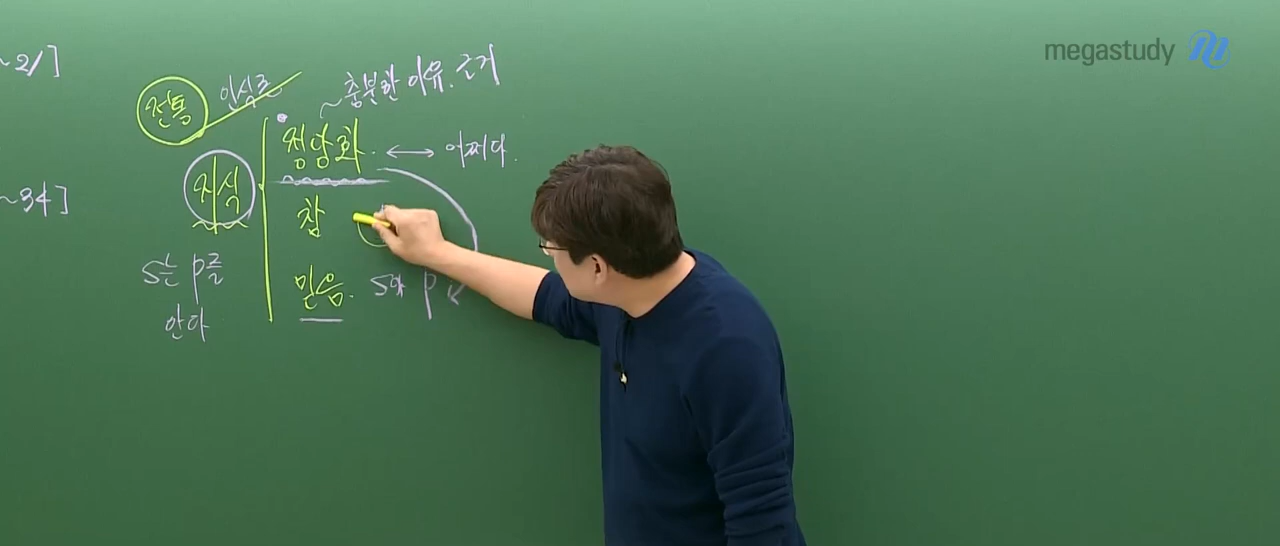 ~21]
megastudy
인식론
전통
~충분한 이유. 근거
정당화. ↔ 어쩌다.
지식
~34]
참
S는 P를
안다
믿음. S가 P